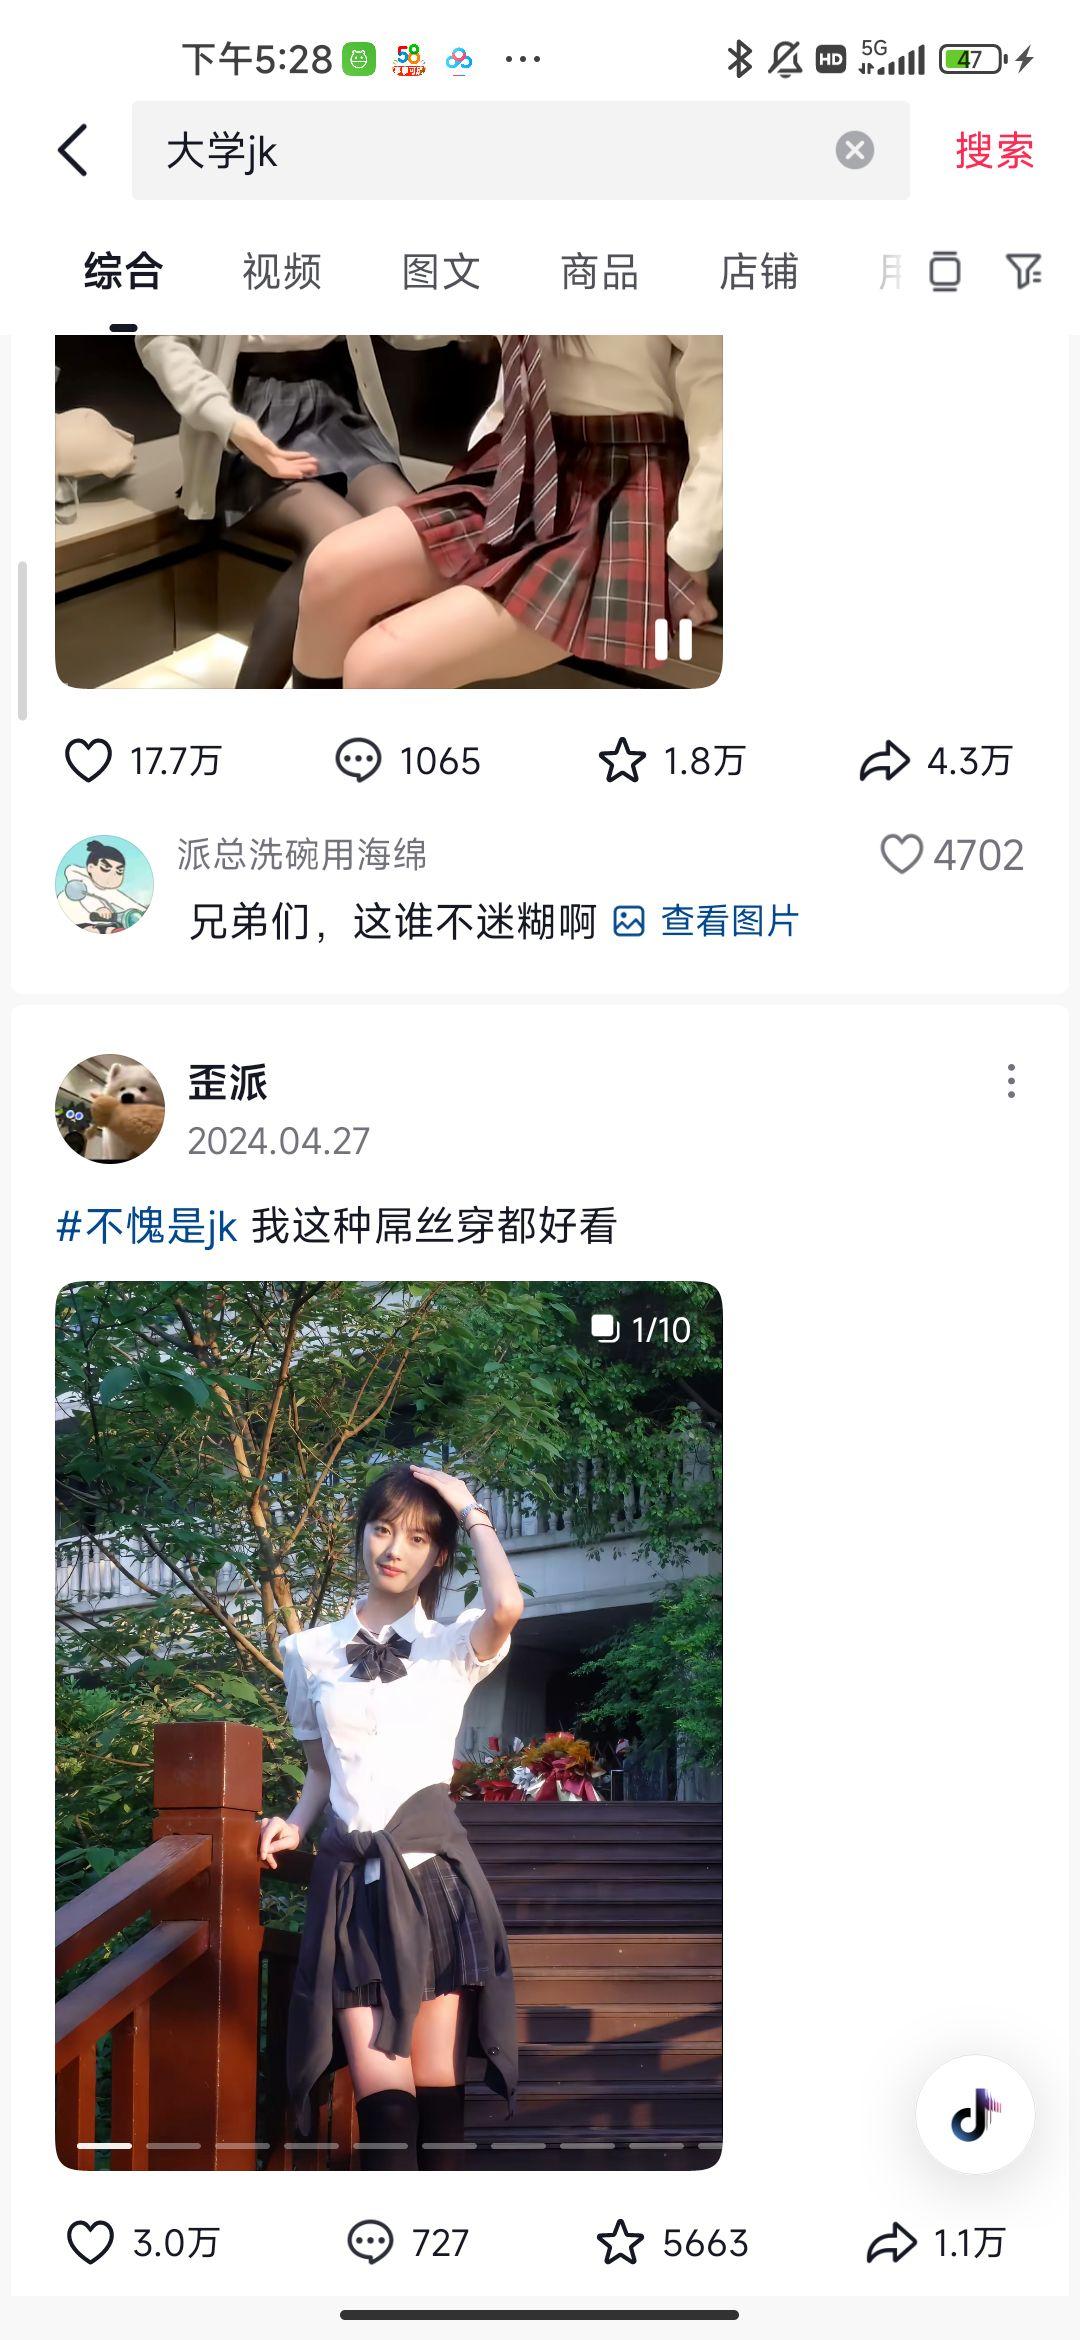 下午5:28 58 ... HD 5G 47
大学jk 搜索
综合 视频 图文 商品 店铺
17.7万 1065 1.8万 4.3万
派总洗碗用海绵 4702
兄弟们，这谁不迷糊啊 查看图片
歪派
2024.04.27
#不愧是jk 我这种屌丝穿都好看
1/10
3.0万 727 5663 1.1万